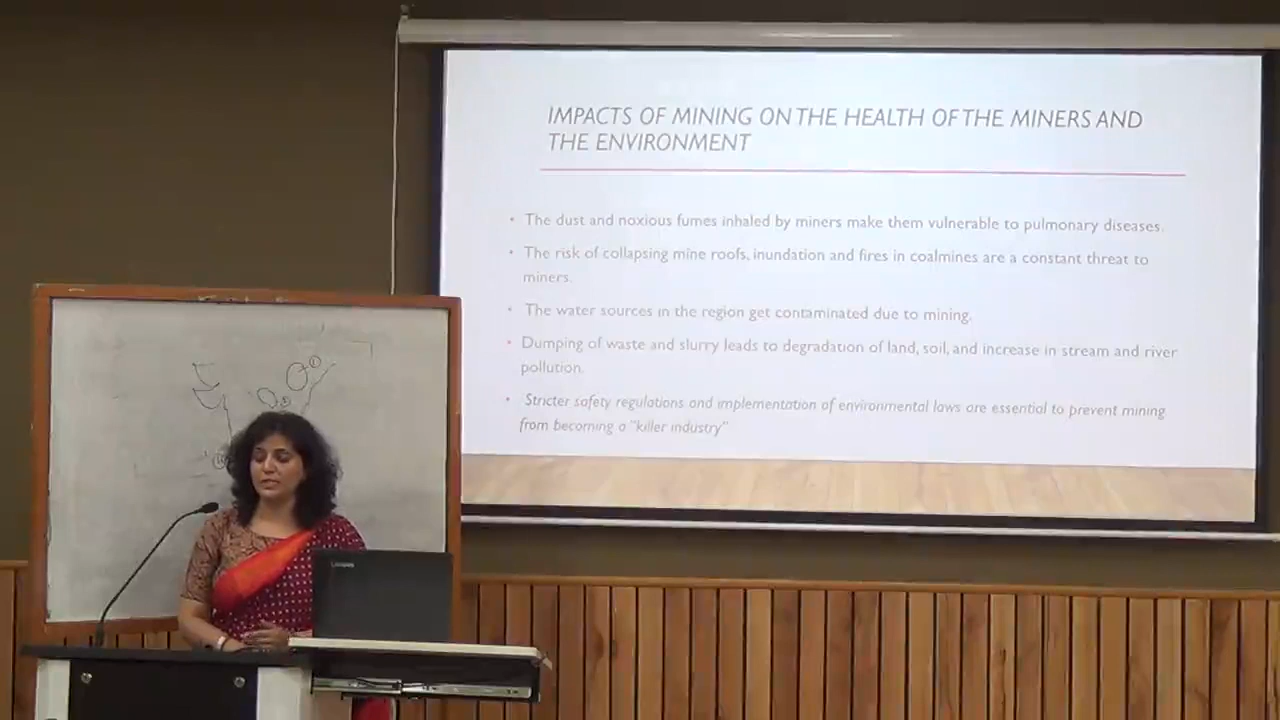 IMPACTS OF MINING ON THE HEALTH OF THE MINERS AND
THE ENVIRONMENT
• The dust and noxious fumes inhaled by miners make them vulnerable to pulmonary diseases.
• The risk of collapsing mine roofs, inundation and fires in coalmines are a constant threat to
miners.
• The water sources in the region get contaminated due to mining.
• Dumping of waste and slurry leads to degradation of land, soil, and increase in stream and river
pollution.
• Stricter safety regulations and implementation of environmental laws are essential to prevent mining
from becoming a "killer industry"
Lenovo